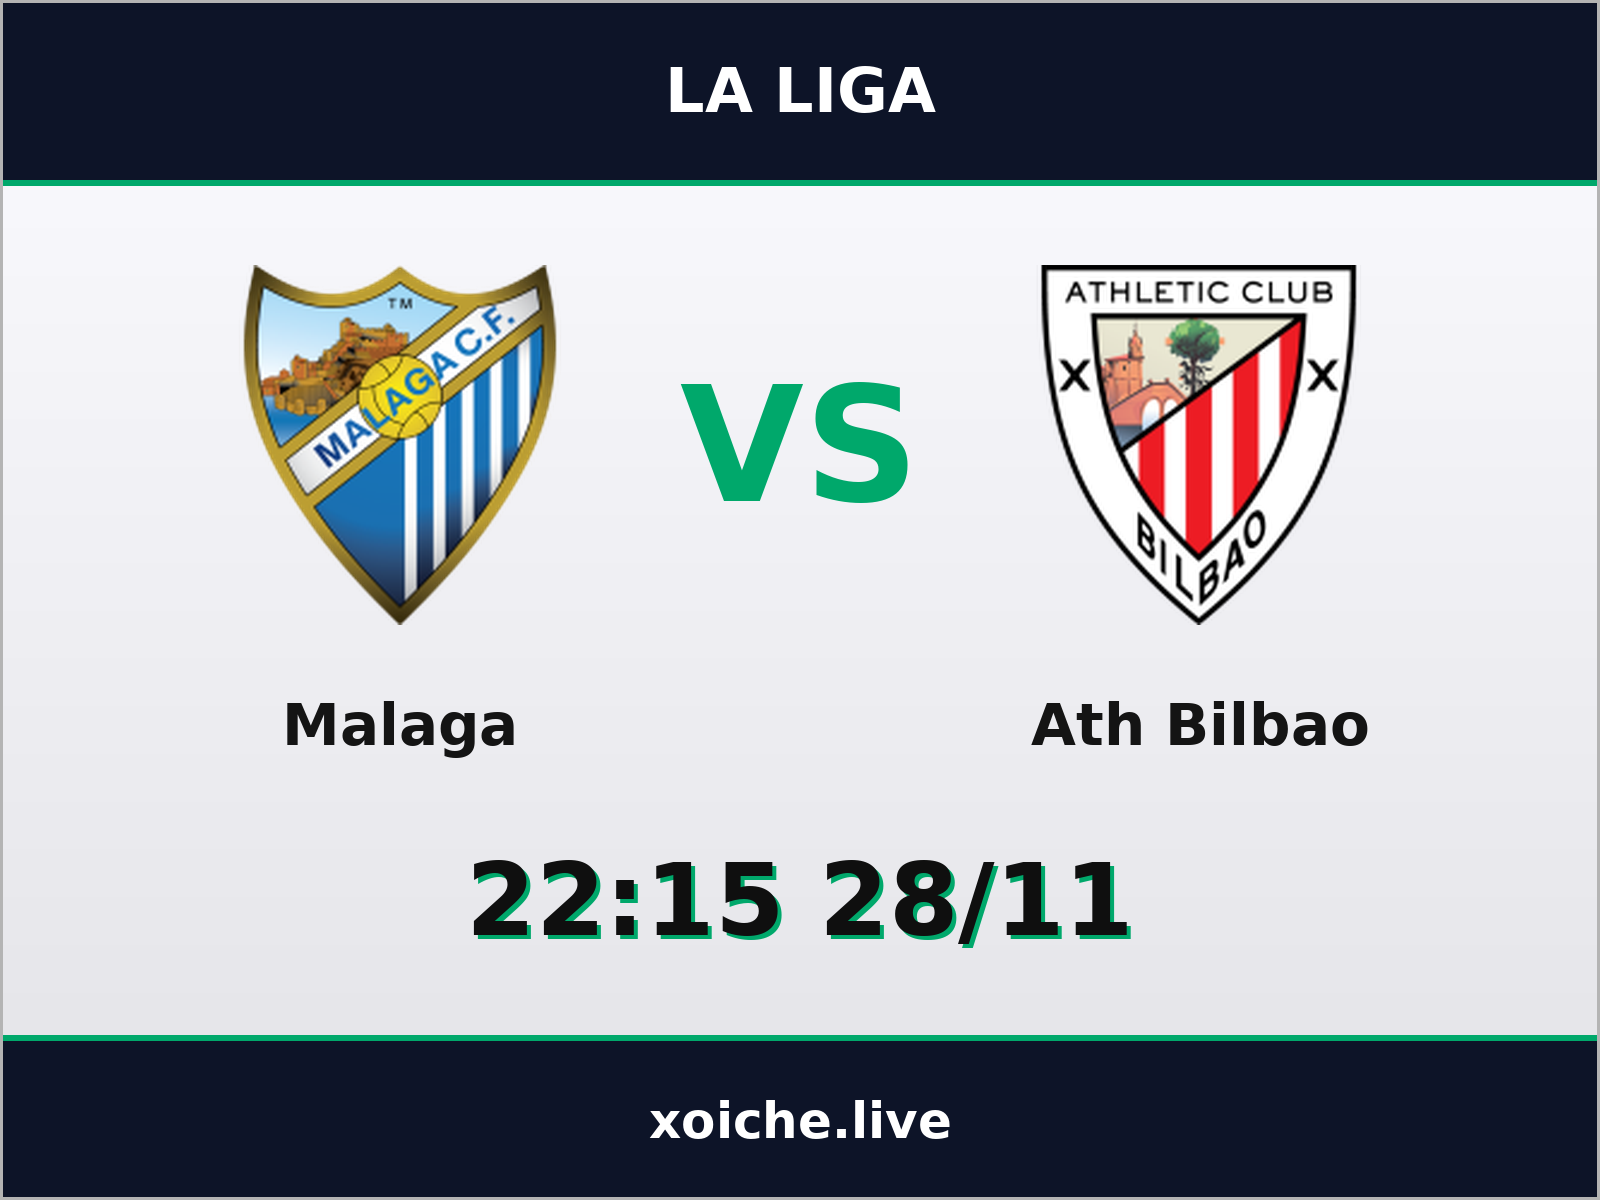 LA LIGA
TM
MALAGA C.F.
ATHLETIC CLUB
BILBAO
VS
Malaga
Ath Bilbao
22:15 28/11
xoiche.live